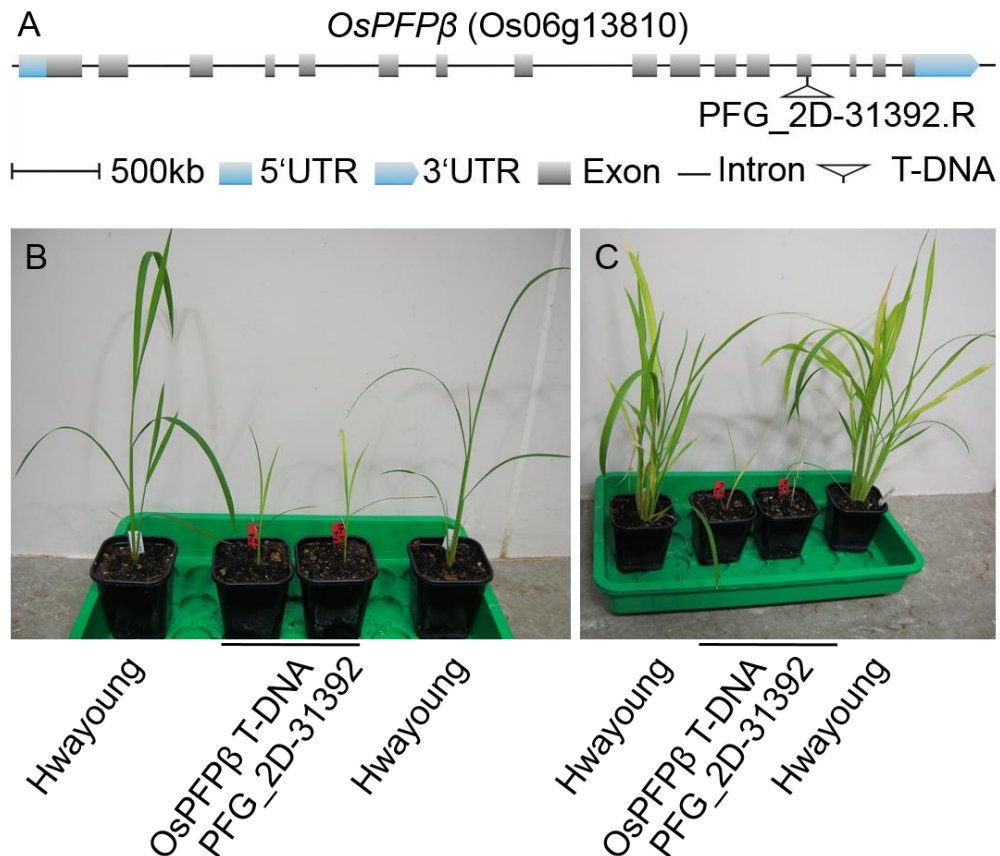 A
OsPFPβ (Os06g13810)
PFG_2D-31392.R
500kb 5‘UTR 3‘UTR Exon Intron T-DNA
B
C
Hwayoung
OsPFPβ T-DNA
PFG_2D-31392
Hwayoung
Hwayoung
OsPFPβ T-DNA
PFG_2D-31392
Hwayoung